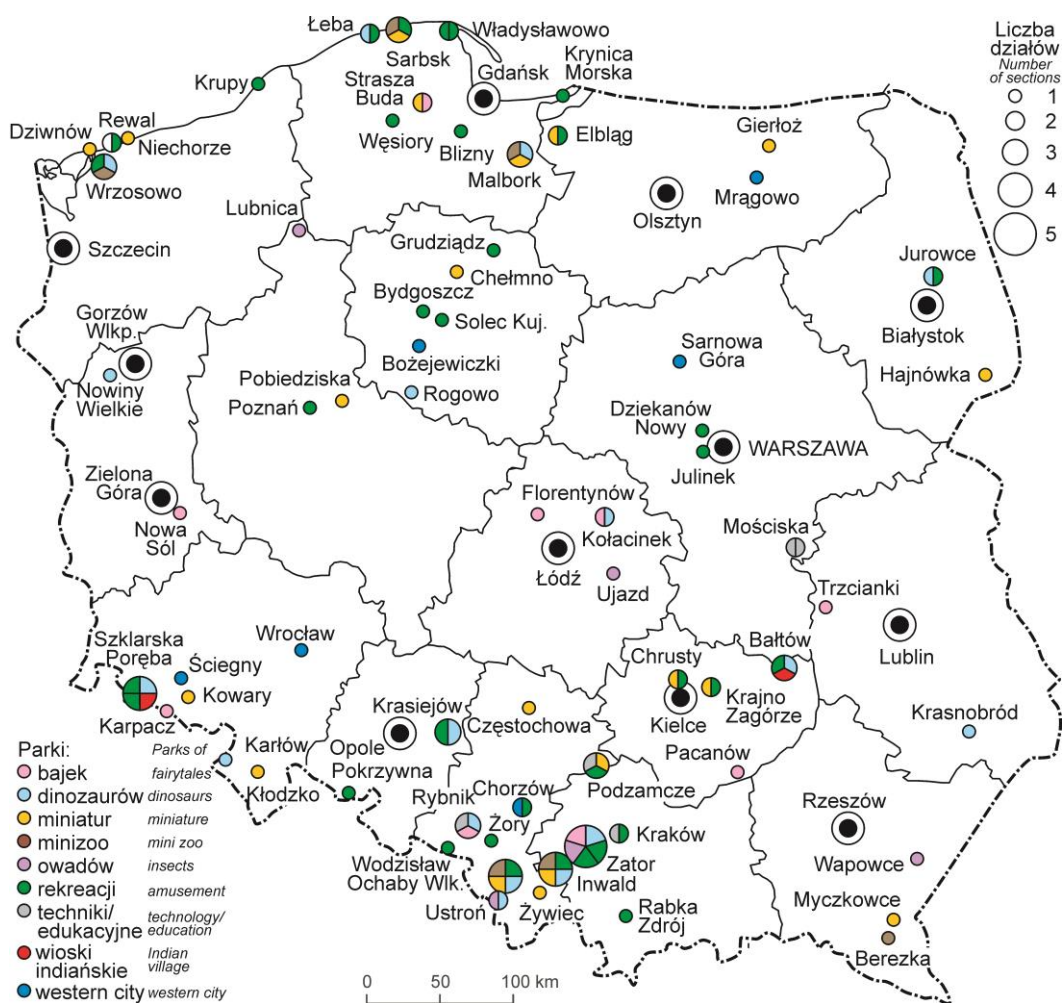 Łeba
Sarbsk
Władysławowo
Krynica
Morska
Gdańsk
Strasza
Buda
Krupy
Węsiory
Blizny
Malbork
Elbląg
Gierłoż
Mrągowo
Olsztyn
Dziwnów
Rewal
Niechorze
Wrzosowo
Szczecin
Lubnica
Liczba
działów
Number
of sections
1
2
3
4
5
Grudziądz
Chełmno
Bydgoszcz
Solec Kuj.
Bożejewiczki
Rogowo
Jurowce
Białystok
Hajnówka
Gorzów
Wlkp.
Nowiny
Wielkie
Pobiedziska
Poznań
Sarnowa
Góra
Dziekanów
Nowy
WARSZAWA
Julinek
Zielona
Góra
Nowa
Sól
Florentynów
Kołacinek
Łódź
Ujazd
Mościska
Trzcianki
Lublin
Krasnobród
Wrocław
Szklarska
Poręba
Ściegny
Kowary
Karpacz
Karłów
Kłodzko
Krasiejów
Opole
Pokrzywna
Częstochowa
Chrusty
Kielce
Krajno
Zagórze
Bałtów
Pacanów
Podzamcze
Rybnik
Chorzów
Żory
Wodzisław
Ochaby Wlk.
Ustroń
Żywiec
Inwald
Zator
Kraków
Rabka
Zdrój
Rzeszów
Wapowce
Myczkowce
Berezka
Parki: Parks of
bajek fairytales
dinozaurów dinosaurs
miniatur miniature
minizoo mini zoo
owadów insects
rekreacji amusement
techniki/ technology/
edukacyjne education
wioski Indian
indiańskie village
western city western city
0 50 100 km